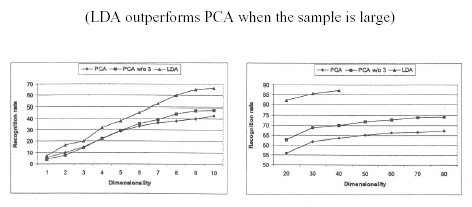 (LDA outperforms PCA when the sample is large)
PCA PCA w/o 3 LDA
Recognition rate
70
60
50
40
30
20
10
0
1 2 3 4 5 6 7 8 9 10
Dimensionality
PCA PCA w/o 3 LDA
Recognition rate
90
85
80
75
70
65
60
55
50
20 30 40 50 60 70 80
Dimensionality